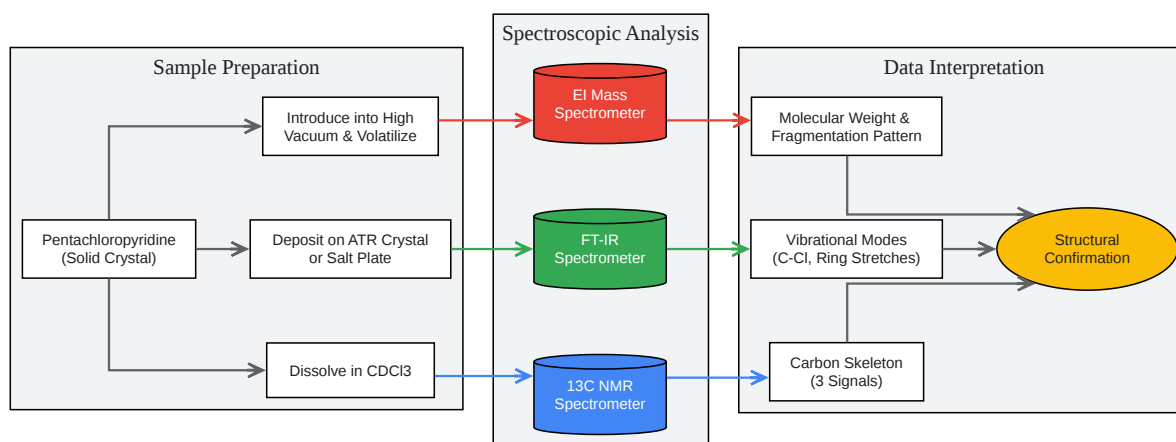 Sample Preparation
Spectroscopic Analysis
Data Interpretation
Introduce into High
Vacuum & Volatilize
EI Mass
Spectrometer
Molecular Weight &
Fragmentation Pattern
Pentachloropyridine
(Solid Crystal)
Deposit on ATR Crystal
or Salt Plate
FT-IR
Spectrometer
Vibrational Modes
(C-Cl, Ring Stretches)
Structural
Confirmation
Dissolve in CDCl3
13C NMR
Spectrometer
Carbon Skeleton
(3 Signals)